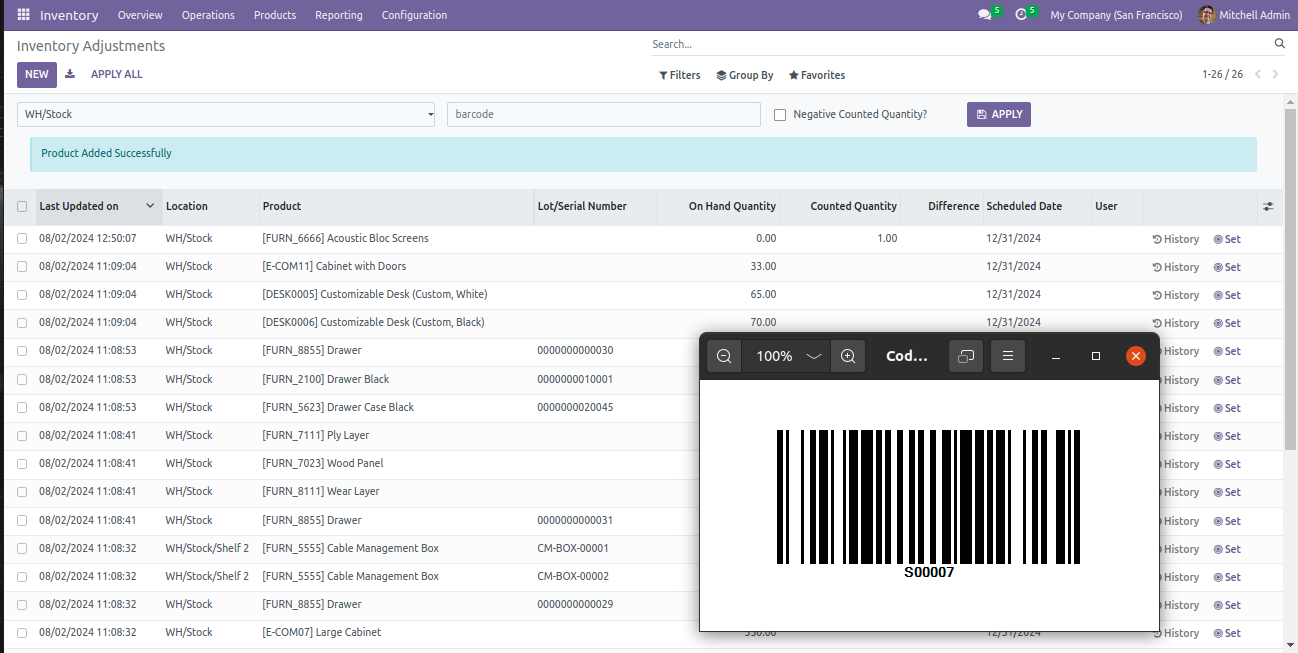 Inventory Overview Operations Products Reporting Configuration 5 5 My Company (San Francisco) Mitchell Admin
Inventory Adjustments Search...
NEW APPLY ALL Filters Group By Favorites 1-26 / 26
WH/Stock barcode Negative Counted Quantity? APPLY
Product Added Successfully
Last Updated on Location Product Lot/Serial Number On Hand Quantity Counted Quantity Difference Scheduled Date User
08/02/2024 12:50:07 WH/Stock [FURN_6666] Acoustic Bloc Screens 0.00 1.00 12/31/2024 History Set
08/02/2024 11:09:04 WH/Stock [E-COM11] Cabinet with Doors 33.00 12/31/2024 History Set
08/02/2024 11:09:04 WH/Stock [DESK0005] Customizable Desk (Custom, White) 65.00 12/31/2024 History Set
08/02/2024 11:09:04 WH/Stock [DESK0006] Customizable Desk (Custom, Black) 70.00 12/31/2024 History Set
08/02/2024 11:08:53 WH/Stock [FURN_8855] Drawer 0000000000030 History Set
08/02/2024 11:08:53 WH/Stock [FURN_2100] Drawer Black 0000000010001 History Set
08/02/2024 11:08:53 WH/Stock [FURN_5623] Drawer Case Black 0000000020045 History Set
08/02/2024 11:08:41 WH/Stock [FURN_7111] Ply Layer History Set
08/02/2024 11:08:41 WH/Stock [FURN_7023] Wood Panel History Set
08/02/2024 11:08:41 WH/Stock [FURN_8111] Wear Layer History Set
08/02/2024 11:08:41 WH/Stock [FURN_8855] Drawer 0000000000031 History Set
08/02/2024 11:08:32 WH/Stock/Shelf 2 [FURN_5555] Cable Management Box CM-BOX-00001 History Set
08/02/2024 11:08:32 WH/Stock/Shelf 2 [FURN_5555] Cable Management Box CM-BOX-00002 History Set
08/02/2024 11:08:32 WH/Stock [FURN_8855] Drawer 0000000000029 History Set
08/02/2024 11:08:32 WH/Stock [E-COM07] Large Cabinet History Set
100% Cod...
S00007